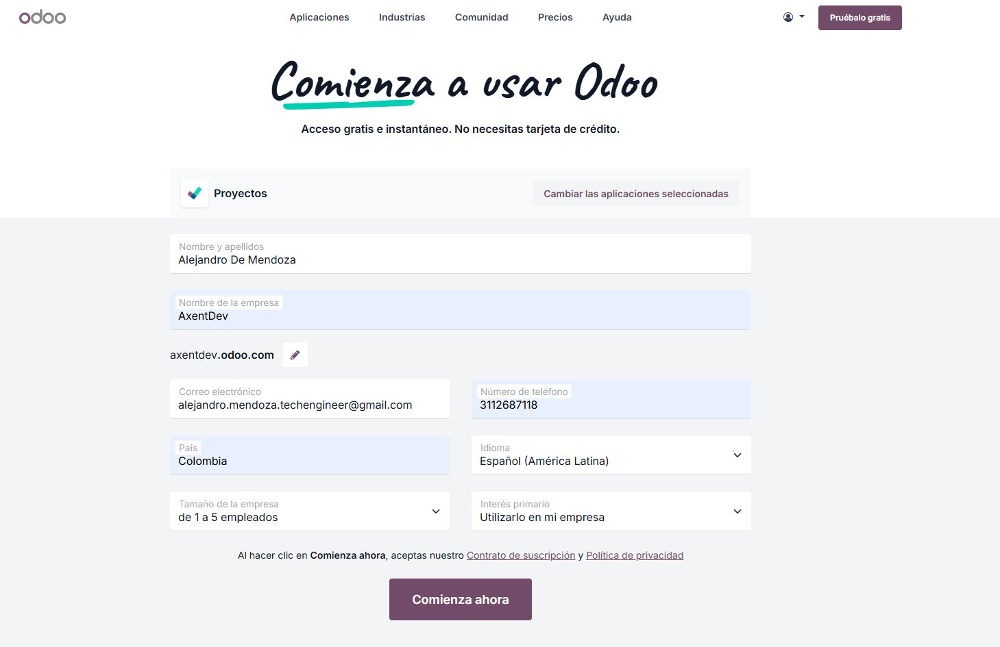 odoo
Aplicaciones Industrias Comunidad Precios Ayuda Pruébalo gratis
Comienza a usar Odoo
Acceso gratis e instantáneo. No necesitas tarjeta de crédito.
Proyectos Cambiar las aplicaciones seleccionadas
Nombre y apellidos
Alejandro De Mendoza
Nombre de la empresa
AxentDev
axentdev.odoo.com
Correo electrónico
alejandro.mendoza.techengineer@gmail.com
Número de teléfono
3112687118
País
Colombia
Idioma
Español (América Latina)
Tamaño de la empresa
de 1 a 5 empleados
Interés primario
Utilizarlo en mi empresa
Al hacer clic en Comienza ahora, aceptas nuestro Contrato de suscripción y Política de privacidad
Comienza ahora